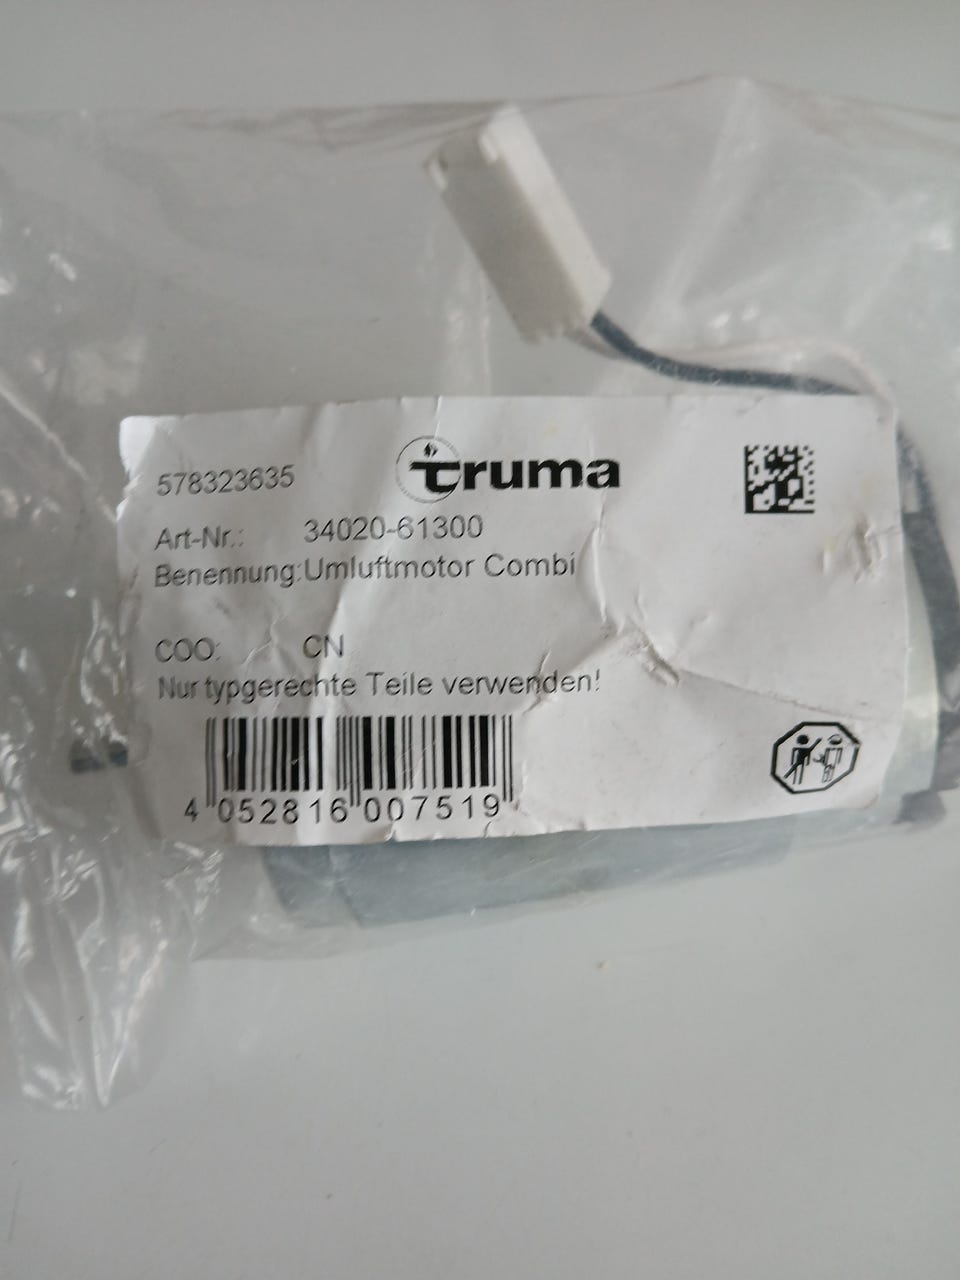 578323635
truma
Art-Nr.: 34020-61300
Benennung: Umluftmotor Combi
COO: CN
Nur typgerechte Teile verwenden!
4 052816 007519